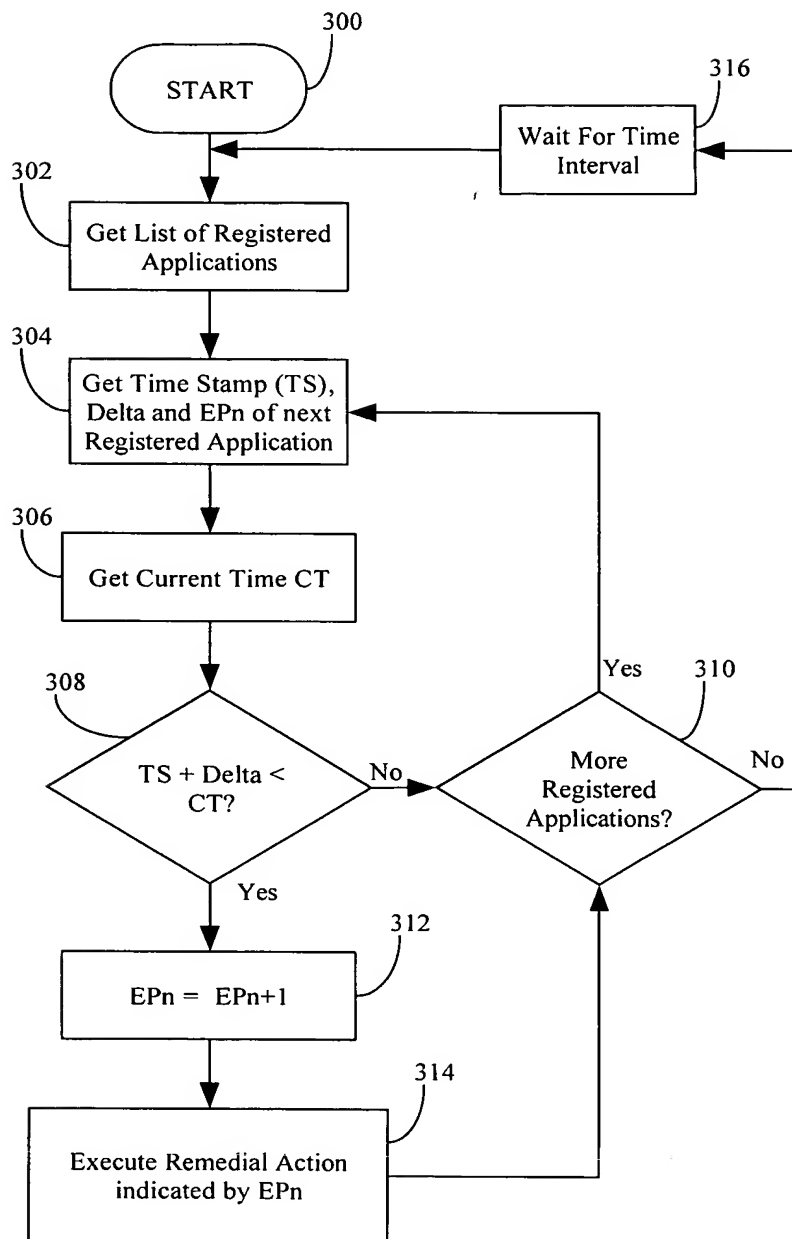 300
START
316
Wait For Time
Interval
302
Get List of Registered
Applications
304
Get Time Stamp (TS),
Delta and EPn of next
Registered Application
306
Get Current Time CT
308
TS + Delta <
CT?
No
Yes
310
More
Registered
Applications?
Yes
No
312
EPn = EPn+1
314
Execute Remedial Action
indicated by EPn